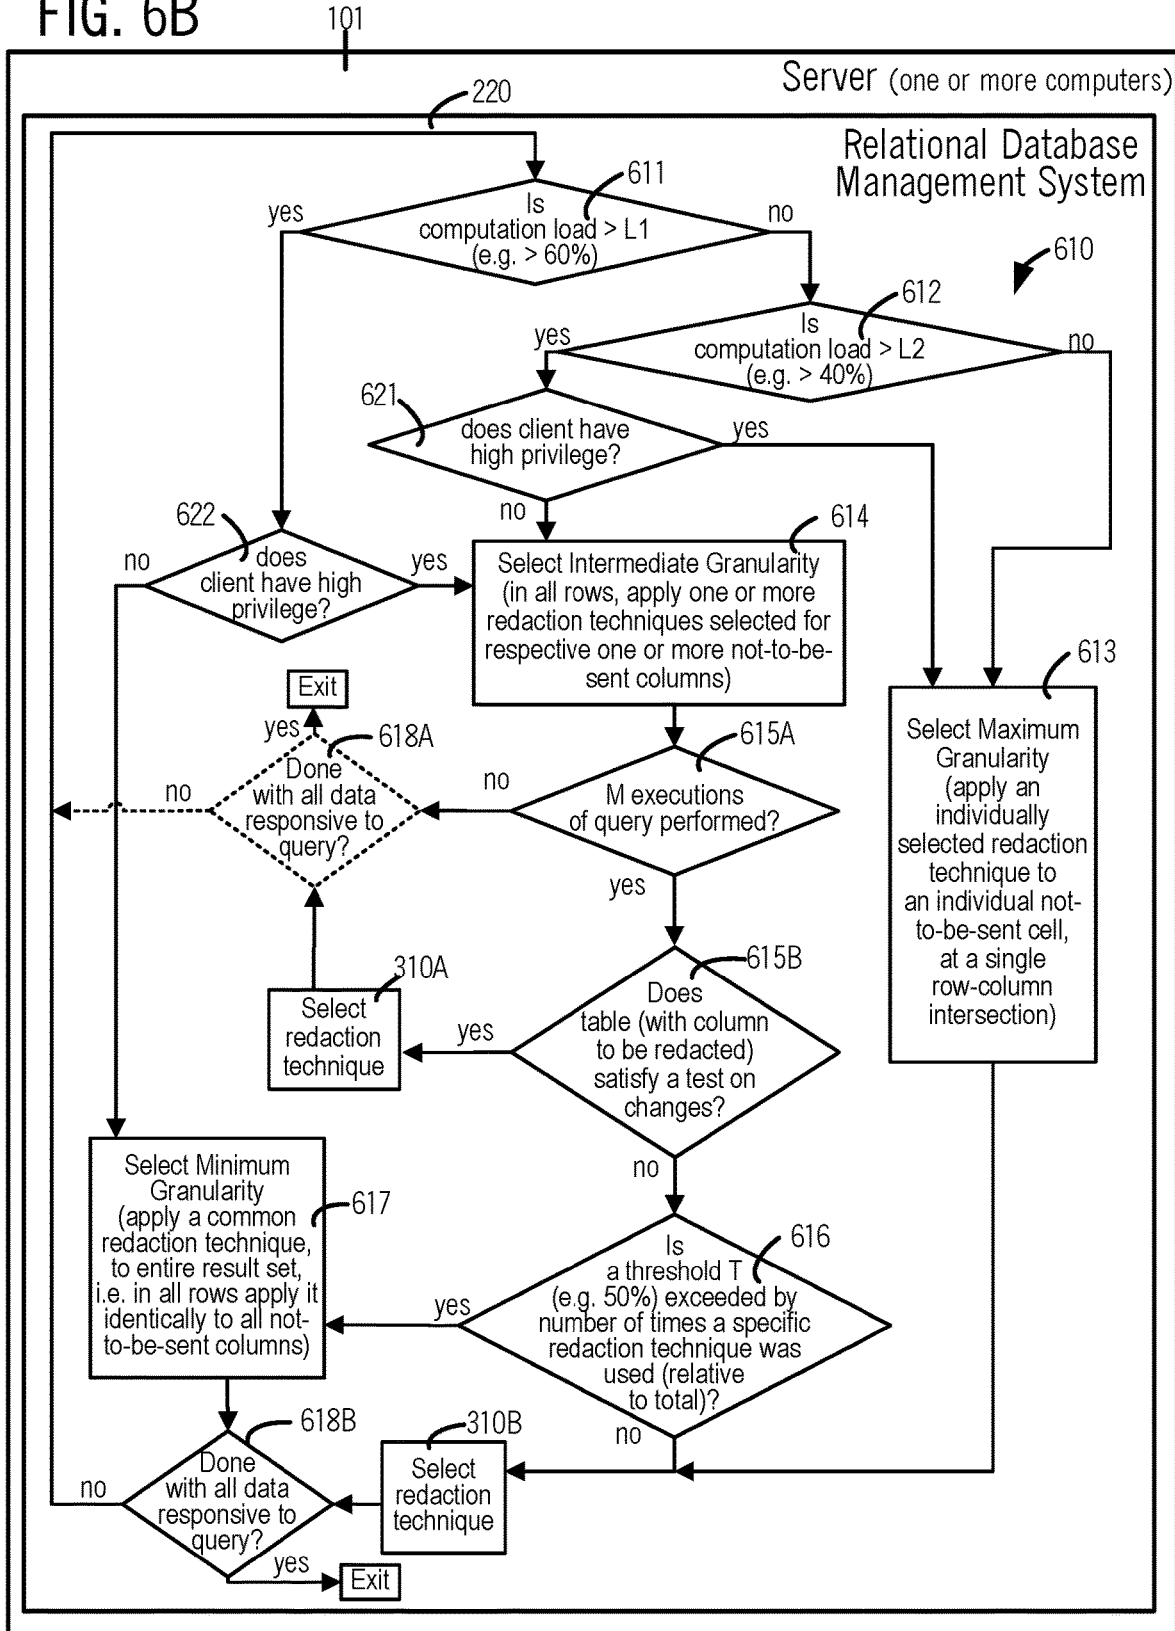 FIG. 6B
101
Server (one or more computers)
220
Relational Database
Management System
611
yes
Is
computation load > L1
(e.g. > 60%)
no
610
612
yes
Is
computation load > L2
(e.g. > 40%)
no
621
does client have
high privilege?
yes
no
622
no
does
client have high
privilege?
yes
614
Select Intermediate Granularity
(in all rows, apply one or more
redaction techniques selected for
respective one or more not-to-be-
sent columns)
613
Select Maximum
Granularity
(apply an
individually
selected redaction
technique to
an individual not-
to-be-sent cell,
at a single
row-column
intersection)
Exit
yes
618A
Done
with all data
responsive to
query?
no
615A
no
M executions
of query performed?
yes
615B
Does
table (with column
to be redacted)
satisfy a test on
changes?
yes
310A
Select
redaction
technique
no
Select Minimum
Granularity
(apply a common
redaction technique,
to entire result set,
i.e. in all rows apply it
identically to all not-
to-be-sent columns)
617
616
Is
a threshold T
(e.g. 50%) exceeded by
number of times a specific
redaction technique was
used (relative
to total)?
yes
no
618B
Done
with all data
responsive to
query?
no
310B
Select
redaction
technique
yes
Exit